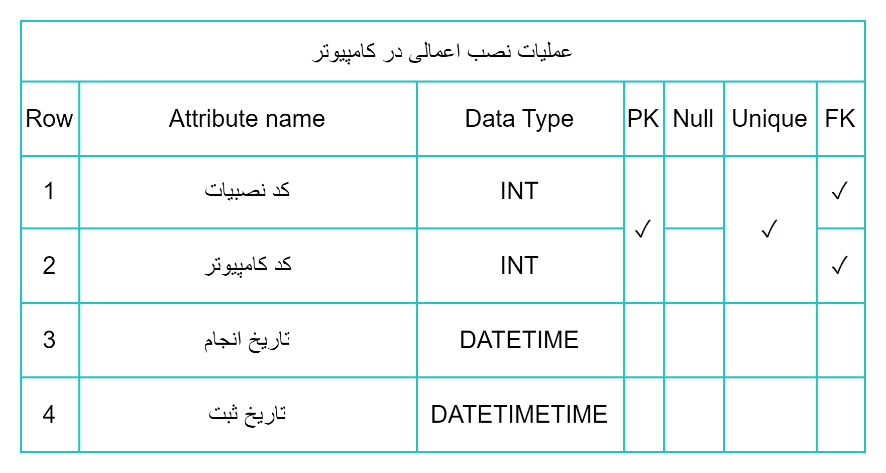 عملیات نصب اعمالی در کامپیوتر
Row Attribute name Data Type PK Null Unique FK
1 کد نصبیات INT ✓
✓ ✓
2 کد کامپیوتر INT ✓
3 تاریخ انجام DATETIME
4 تاریخ ثبت DATETIMETIME